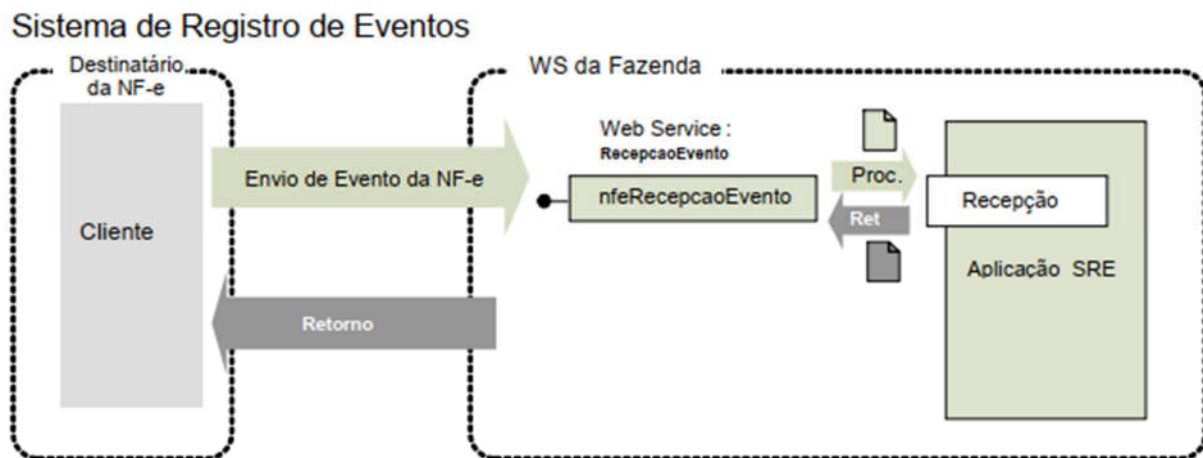 Sistema de Registro de Eventos
Destinatário
da NF-e
WS da Fazenda
Web Service :
RecepcaoEvento
Envio de Evento da NF-e
nfeRecepcaoEvento
Proc.
Ret
Recepção
Cliente
Aplicação SRE
Retorno